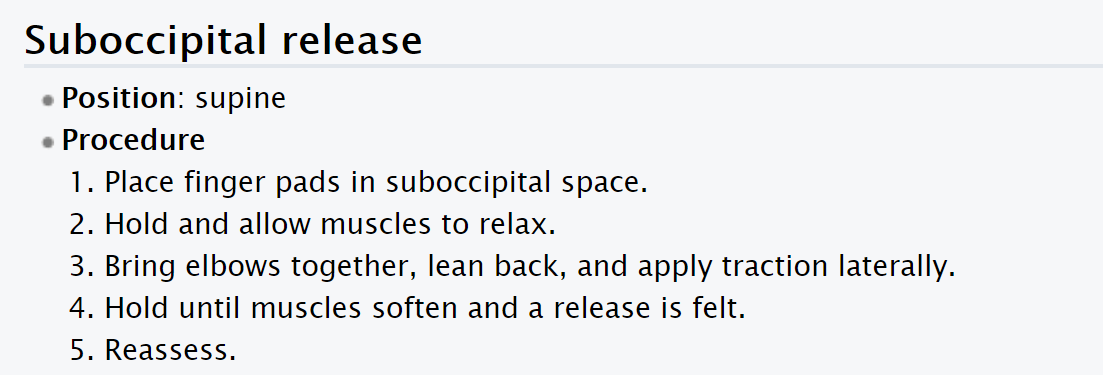 Suboccipital release
Position: supine
Procedure
1. Place finger pads in suboccipital space.
2. Hold and allow muscles to relax.
3. Bring elbows together, lean back, and apply traction laterally.
4. Hold until muscles soften and a release is felt.
5. Reassess.